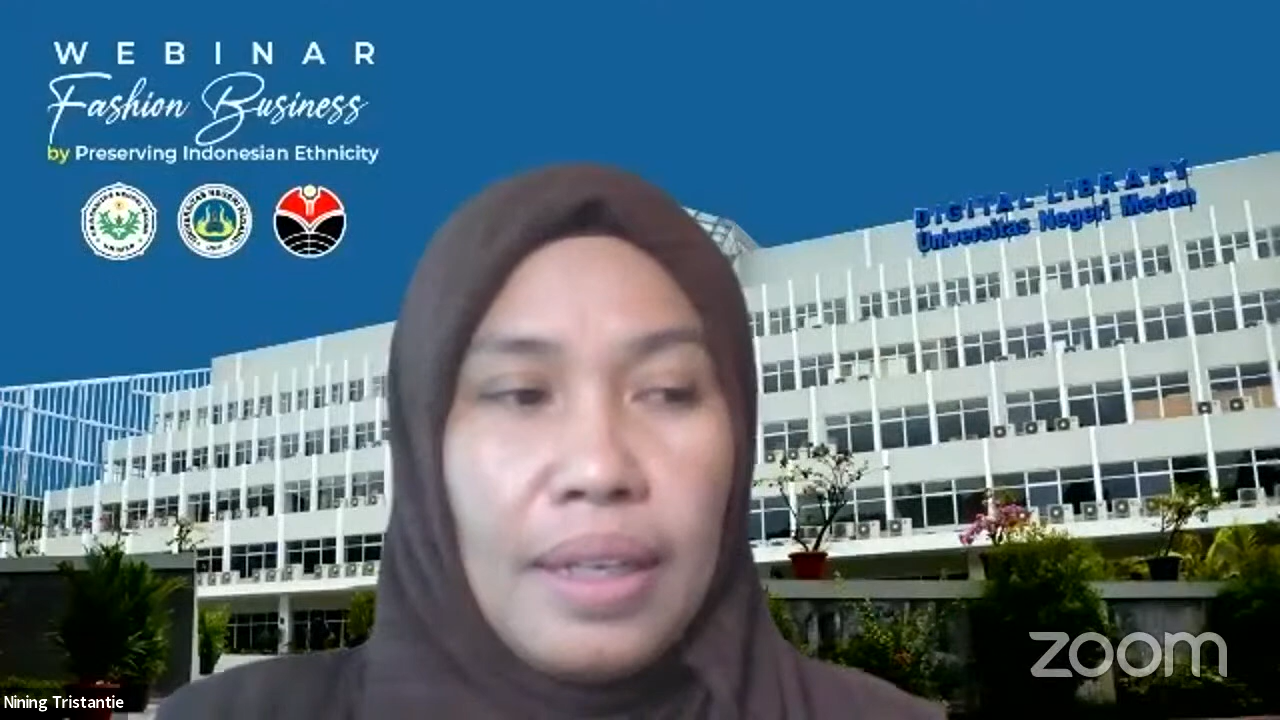 WEBINAR
Fashion Business
by Preserving Indonesian Ethnicity
DIGITAL LIBRARY
Universitas Negeri Medan
zoom
Nining Tristantie